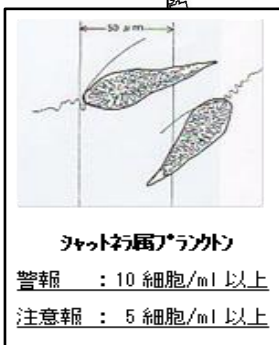 図
50 μm
シャットネラ属プランクトン
警報 : 10 細胞/ml 以上
注意報 : 5 細胞/ml 以上